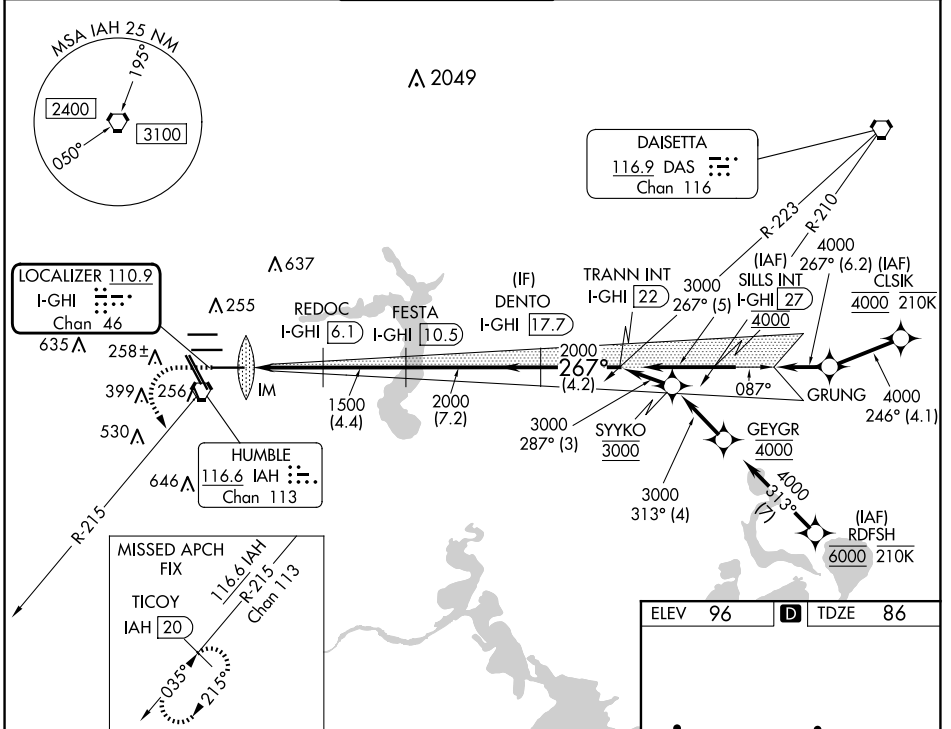 MSA IAH 25 NM
195°
2400
3100
050°
2049
DAISETTA
116.9 DAS
Chan 116
R-223
R-210
LOCALIZER 110.9
I-GHI
Chan 46
637
255
635
258±
399
256
530
646
IM
HUMBLE
116.6 IAH
Chan 113
R-215
REDOC
I-GHI 6.1
FESTA
I-GHI 10.5
(IF)
DENTO
I-GHI 17.7
TRANN INT
I-GHI 22
3000
267° (5)
(IAF)
SILLS INT
I-GHI 27
4000
4000
267° (6.2)
(IAF)
CLSIK
4000 210K
1500
(4.4)
2000
(7.2)
2000
267°
(4.2)
087°
GRUNG
4000
246° (4.1)
3000
287° (3)
SYYKO
3000
GEYGR
4000
3000
313° (4)
4000
313°
(7)
(IAF)
RDFSH
6000 210K
MISSED APCH
FIX
TICOY
IAH 20
116.6 IAH
R-215
Chan 113
035°
215°
ELEV 96 D TDZE 86